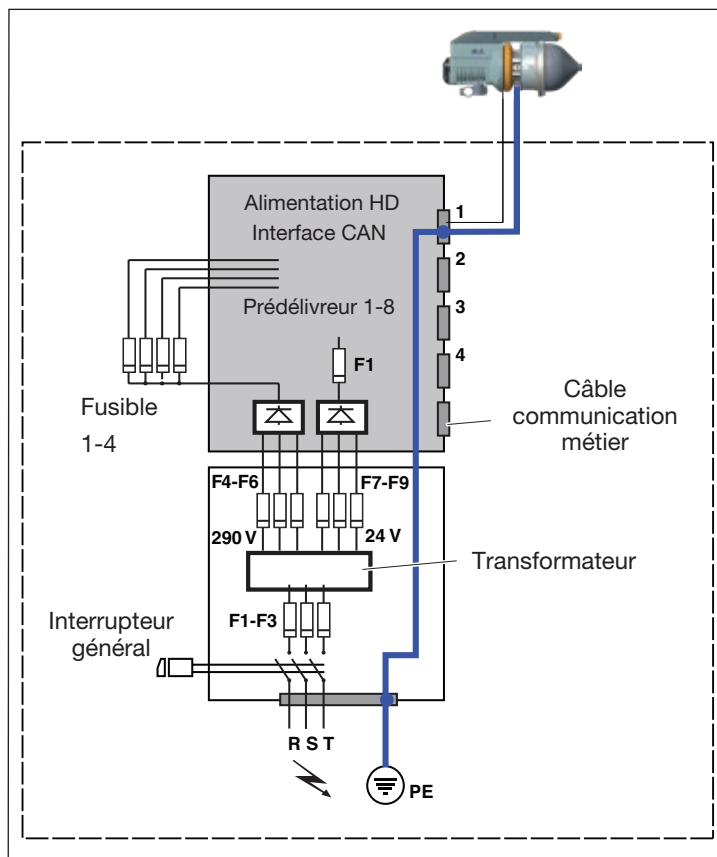 Alimentation HD
Interface CAN
1
2
Prédélivreur 1-8
3
F1
4
Fusible
1-4
Câble
communication
métier
F4-F6
F7-F9
290 V
24 V
Transformateur
F1-F3
Interrupteur
général
R S T
PE